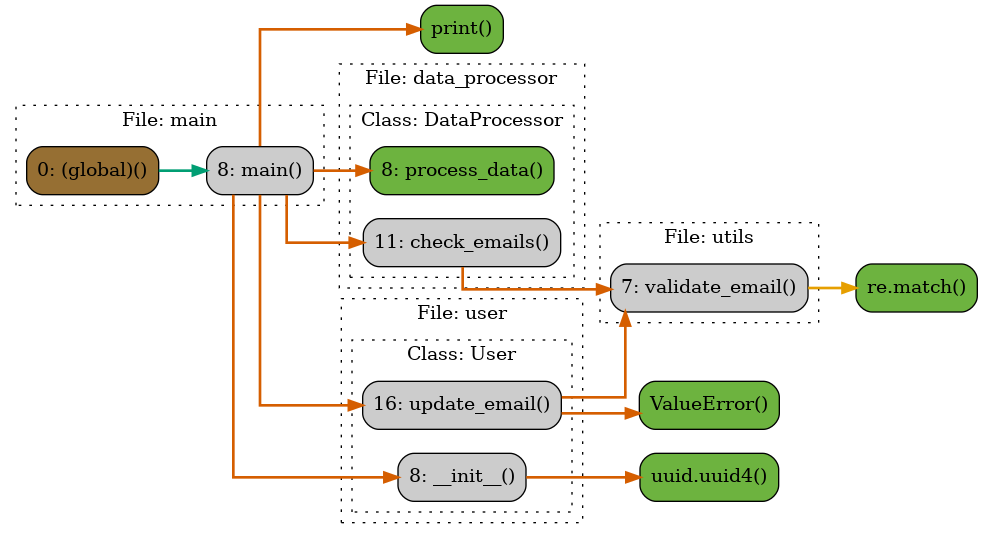 print()
File: data_processor
File: main
Class: DataProcessor
0: (global)()
8: main()
8: process_data()
11: check_emails()
File: utils
7: validate_email()
re.match()
File: user
Class: User
16: update_email()
ValueError()
8: __init__()
uuid.uuid4()